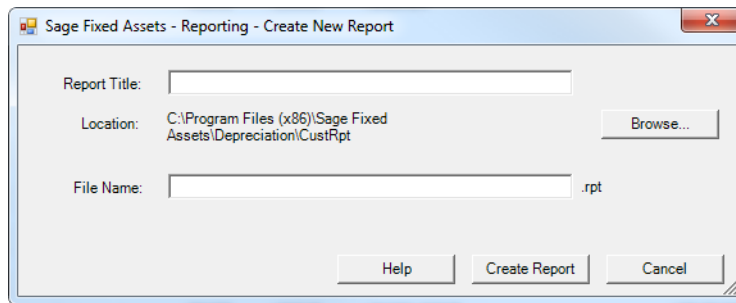 Sage Fixed Assets - Reporting - Create New Report
Report Title:
Location: C:\Program Files (x86)\Sage Fixed
Assets\Depreciation\CustRpt
Browse...
File Name: .rpt
Help Create Report Cancel